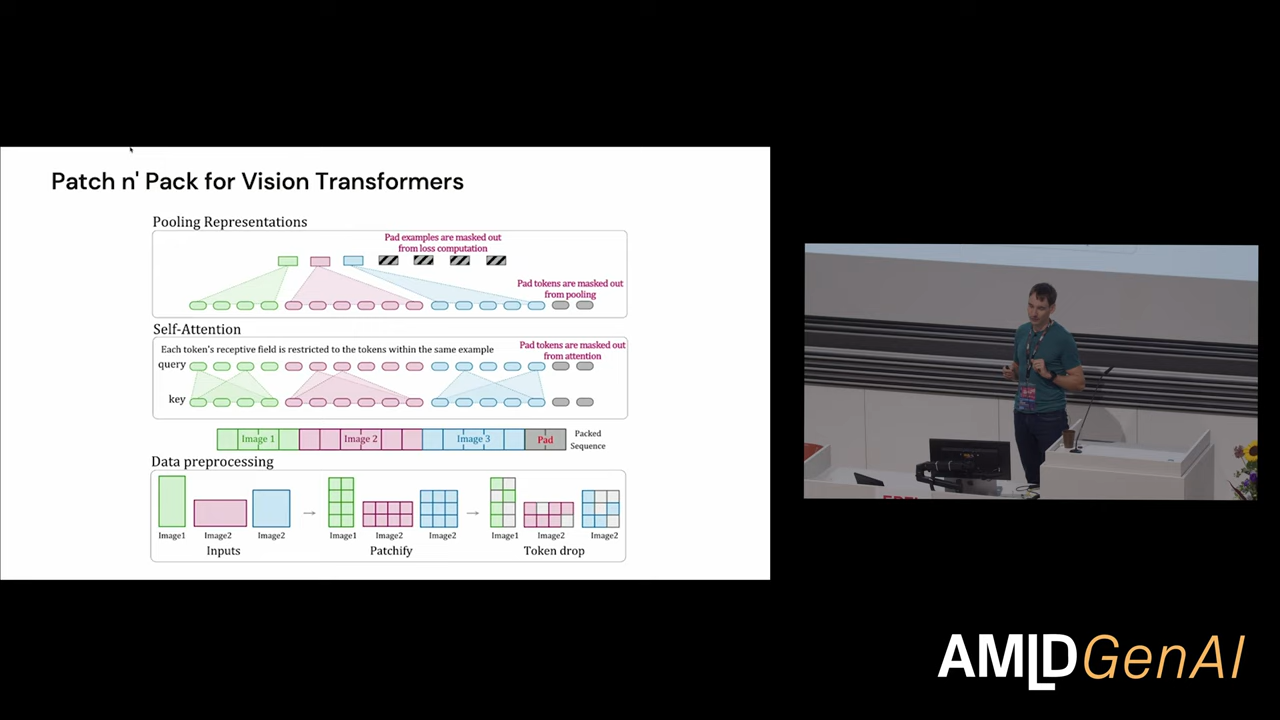 Patch n' Pack for Vision Transformers
Pooling Representations
Pad examples are masked out
from loss computation
Pad tokens are masked out
from pooling
Self-Attention
Each token's receptive field is restricted to the tokens within the same example
Pad tokens are masked out
from attention
query
key
Image 1
Image 2
Image 3
Pad
Packed
Sequence
Data preprocessing
Image1
Image2
Image2
Image1
Image2
Image2
Image1
Image2
Image2
Inputs
Patchify
Token drop
AMLD GenAI